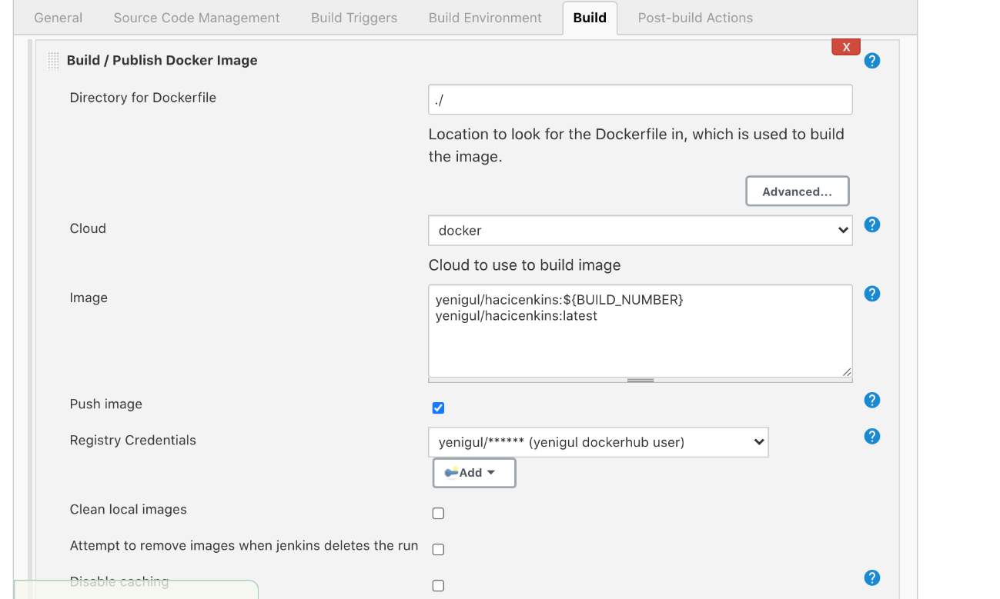 General Source Code Management Build Triggers Build Environment Build Post-build Actions
Build / Publish Docker Image
X
?
Directory for Dockerfile
./
Location to look for the Dockerfile in, which is used to build
the image.
Advanced...
Cloud
docker
?
Cloud to use to build image
Image
yenigul/hacicenkins:${BUILD_NUMBER}
yenigul/hacicenkins:latest
?
Push image
?
Registry Credentials
yenigul/****** (yenigul dockerhub user)
?
Add
Clean local images
Attempt to remove images when jenkins deletes the run
Disable caching
?